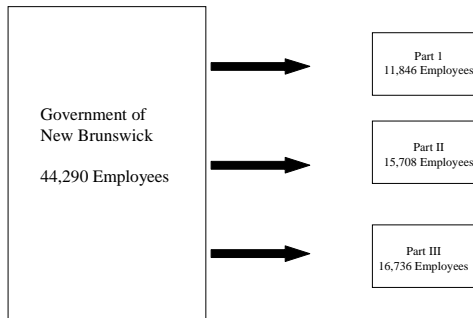 Government of
New Brunswick
44,290 Employees
Part 1
11,846 Employees
Part II
15,708 Employees
Part III
16,736 Employees